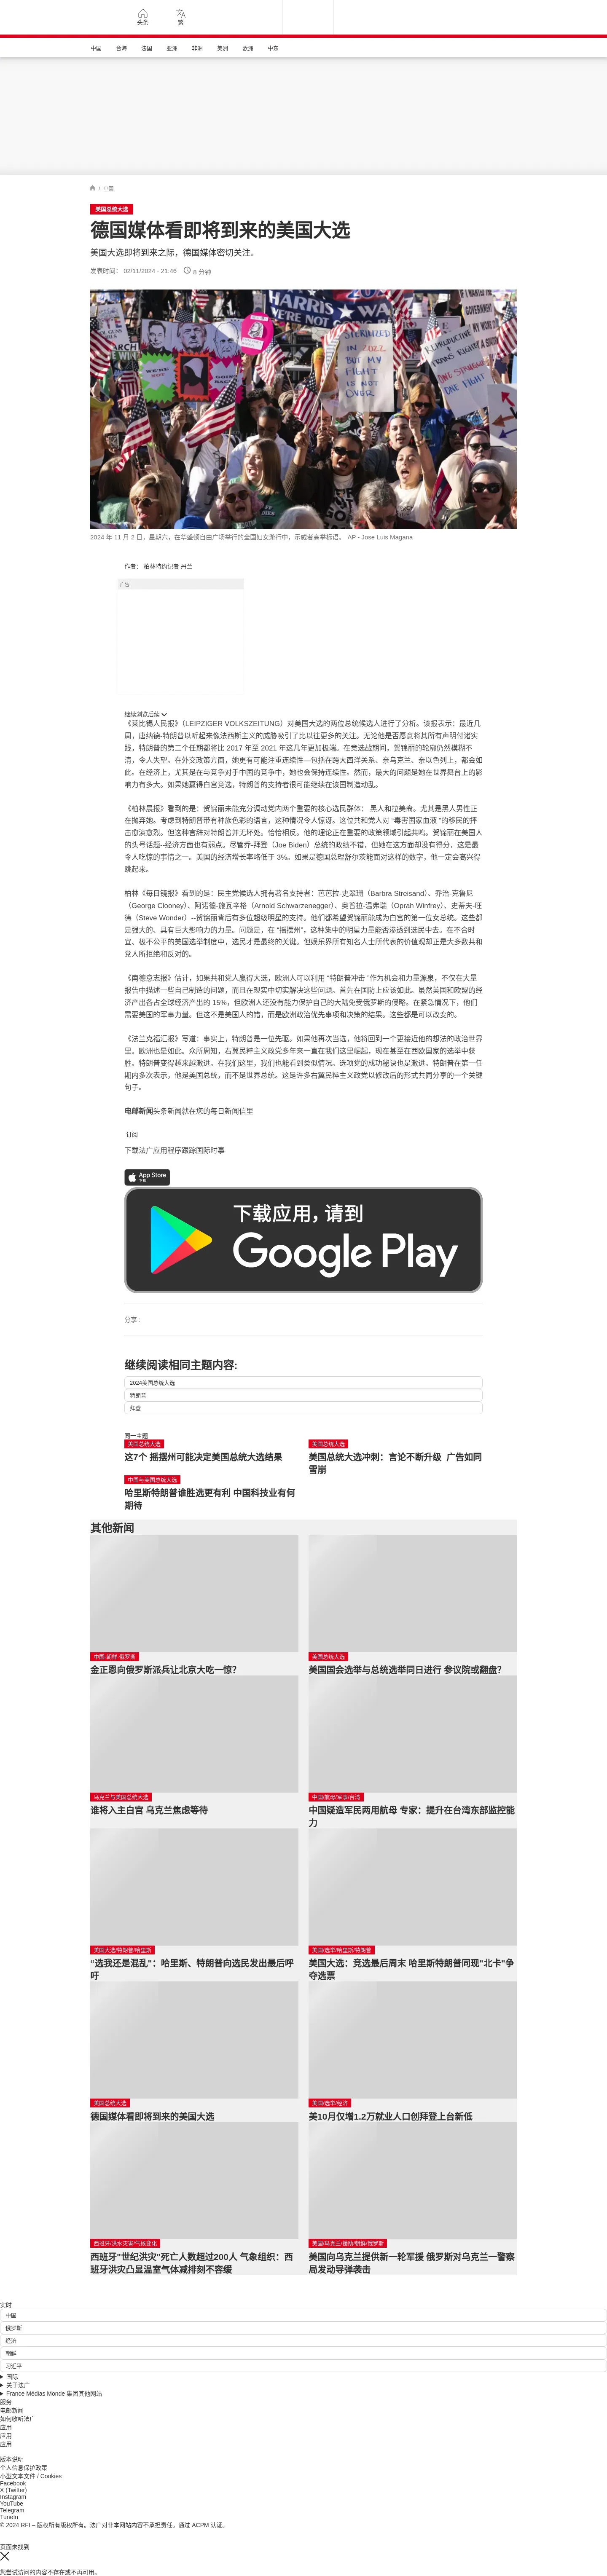 头条
繁
中国
台海
法国
亚洲
非洲
美洲
欧洲
中东
/ 中国
美国总统大选
德国媒体看即将到来的美国大选
美国大选即将到来之际，德国媒体密切关注。
发表时间： 02/11/2024 - 21:46
8 分钟
HARRIS
WAR
STERILIZED
IN 2022
BUT MY
FIGHT
IS NOT
OVER
ONE FIGHT
2024 年 11 月 2 日，星期六，在华盛顿自由广场举行的全国妇女游行中，示威者高举标语。 AP - Jose Luis Magana
作者： 柏林特约记者 丹兰
广告
继续浏览后续
《莱比锡人民报》（LEIPZIGER VOLKSZEITUNG）对美国大选的两位总统候选人进行了分析。该报表示：最近几
周，唐纳德-特朗普以听起来像法西斯主义的威胁吸引了比以往更多的关注。无论他是否愿意将其所有声明付诸实
践，特朗普的第二个任期都将比 2017 年至 2021 年这几年更加极端。在竞选战期间，贺锦丽的轮廓仍然模糊不
清，令人失望。在外交政策方面，她更有可能注重连续性—包括在跨大西洋关系、亲乌克兰、亲以色列上，都会如
此。在经济上，尤其是在与竞争对手中国的竞争中，她也会保持连续性。然而，最大的问题是她在世界舞台上的影
响力有多大。如果她赢得白宫竞选，特朗普的支持者很可能继续在该国制造动乱。
《柏林晨报》看到的是：贺锦丽未能充分调动党内两个重要的核心选民群体： 黑人和拉美裔。尤其是黑人男性正
在抛弃她。考虑到特朗普带有种族色彩的语言，这种情况令人惊讶。这位共和党人对 “毒害国家血液 ”的移民的抨
击愈演愈烈。但这种言辞对特朗普并无坏处。恰恰相反。他的理论正在重要的政策领域引起共鸣。贺锦丽在美国人
的头号话题--经济方面也有弱点。尽管乔-拜登（Joe Biden）总统的政绩不错，但她在这方面却没有得分，这是最
令人吃惊的事情之一。美国的经济增长率略低于 3%。如果是德国总理舒尔茨能面对这样的数字，他一定会高兴得
跳起来。
柏林《每日镜报》看到的是：民主党候选人拥有著名支持者：芭芭拉-史翠珊（Barbra Streisand）、乔治-克鲁尼
（George Clooney）、阿诺德-施瓦辛格（Arnold Schwarzenegger）、奥普拉-温弗瑞（Oprah Winfrey）、史蒂夫-旺
德（Steve Wonder）--贺锦丽背后有多位超级明星的支持。他们都希望贺锦丽能成为白宫的第一位女总统。这些都
是强大的、具有巨大影响力的力量。问题是，在 “摇摆州”，这种集中的明星力量能否渗透到选民中去。在不合时
宜、极不公平的美国选举制度中，选民才是最终的关键。但娱乐界所有知名人士所代表的价值观却正是大多数共和
党人所拒绝和反对的。
《南德意志报》估计，如果共和党人赢得大选，欧洲人可以利用 “特朗普冲击 ”作为机会和力量源泉，不仅在大量
报告中描述一些自己制造的问题，而且在现实中切实解决这些问题。首先在国防上应该如此。虽然美国和欧盟的经
济产出各占全球经济产出的 15%，但欧洲人还没有能力保护自己的大陆免受俄罗斯的侵略。在紧急情况下，他们
需要美国的军事力量。但这不是美国人的错，而是欧洲政治优先事项和决策的结果。这些都是可以改变的。
《法兰克福汇报》写道：事实上，特朗普是一位先驱。如果他再次当选，他将回到一个更接近他的想法的政治世界
里。欧洲也是如此。众所周知，右翼民粹主义政党多年来一直在我们这里崛起，现在甚至在西欧国家的选举中获
胜。特朗普变得越来越激进。在我们这里，我们也能看到类似情况。选项党的成功秘诀也是激进。特朗普在第一任
期内多次表示，他是美国总统，而不是世界总统。这是许多右翼民粹主义政党以修改后的形式共同分享的一个关键
句子。
电邮新闻头条新闻就在您的每日新闻信里
订阅
下载法广应用程序跟踪国际时事
App Store
下载
下载应用，请到
Google Play
分享 :
继续阅读相同主题内容:
2024美国总统大选
特朗普
拜登
同一主题
美国总统大选
这7个 摇摆州可能决定美国总统大选结果
美国总统大选
美国总统大选冲刺：言论不断升级  广告如同
雪崩
中国与美国总统大选
哈里斯特朗普谁胜选更有利 中国科技业有何
期待
其他新闻
中国-朝鲜-俄罗斯
金正恩向俄罗斯派兵让北京大吃一惊？
美国总统大选
美国国会选举与总统选举同日进行 参议院或翻盘？
乌克兰与美国总统大选
谁将入主白宫 乌克兰焦虑等待
中国/航母/军事/台湾
中国疑造军民两用航母 专家：提升在台湾东部监控能
力
美国大选/特朗普/哈里斯
“选我还是混乱"：哈里斯、特朗普向选民发出最后呼
吁
美国/选举/哈里斯/特朗普
美国大选：竞选最后周末 哈里斯特朗普同现"北卡"争
夺选票
美国总统大选
德国媒体看即将到来的美国大选
美国/选举/经济
美10月仅增1.2万就业人口创拜登上台新低
西班牙/洪水灾害/气候变化
西班牙"世纪洪灾"死亡人数超过200人 气象组织：西
班牙洪灾凸显温室气体减排刻不容缓
美国/乌克兰/援助/朝鲜/俄罗斯
美国向乌克兰提供新一轮军援 俄罗斯对乌克兰一警察
局发动导弹袭击
实时
中国
俄罗斯
经济
朝鲜
习近平
国际
关于法广
France Médias Monde 集团其他网站
服务
电邮新闻
如何收听法广
应用
应用
应用
版本说明
个人信息保护政策
小型文本文件 / Cookies
Facebook
X (Twitter)
Instagram
YouTube
Telegram
TuneIn
© 2024 RFI – 版权所有版权所有。法广对非本网站内容不承担责任。通过 ACPM 认证。
页面未找到
您尝试访问的内容不存在或不再可用。